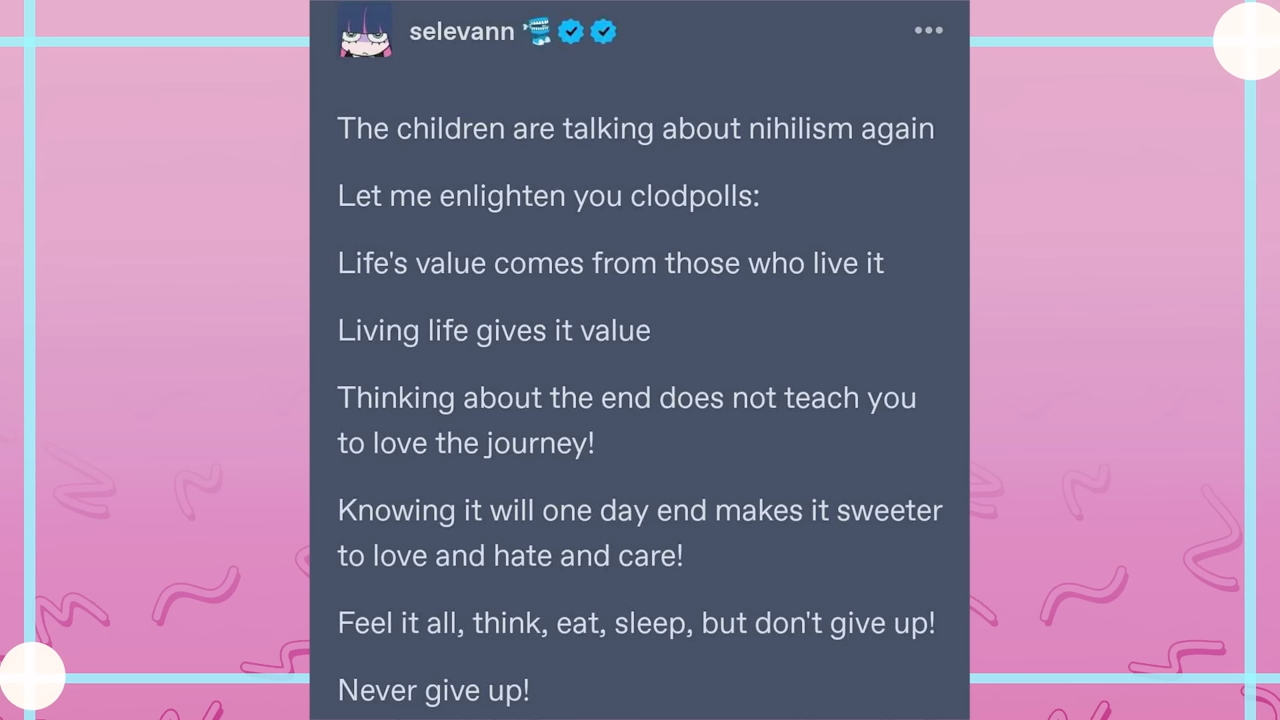 selevann
The children are talking about nihilism again
Let me enlighten you clodpolls:
Life's value comes from those who live it
Living life gives it value
Thinking about the end does not teach you
to love the journey!
Knowing it will one day end makes it sweeter
to love and hate and care!
Feel it all, think, eat, sleep, but don't give up!
Never give up!